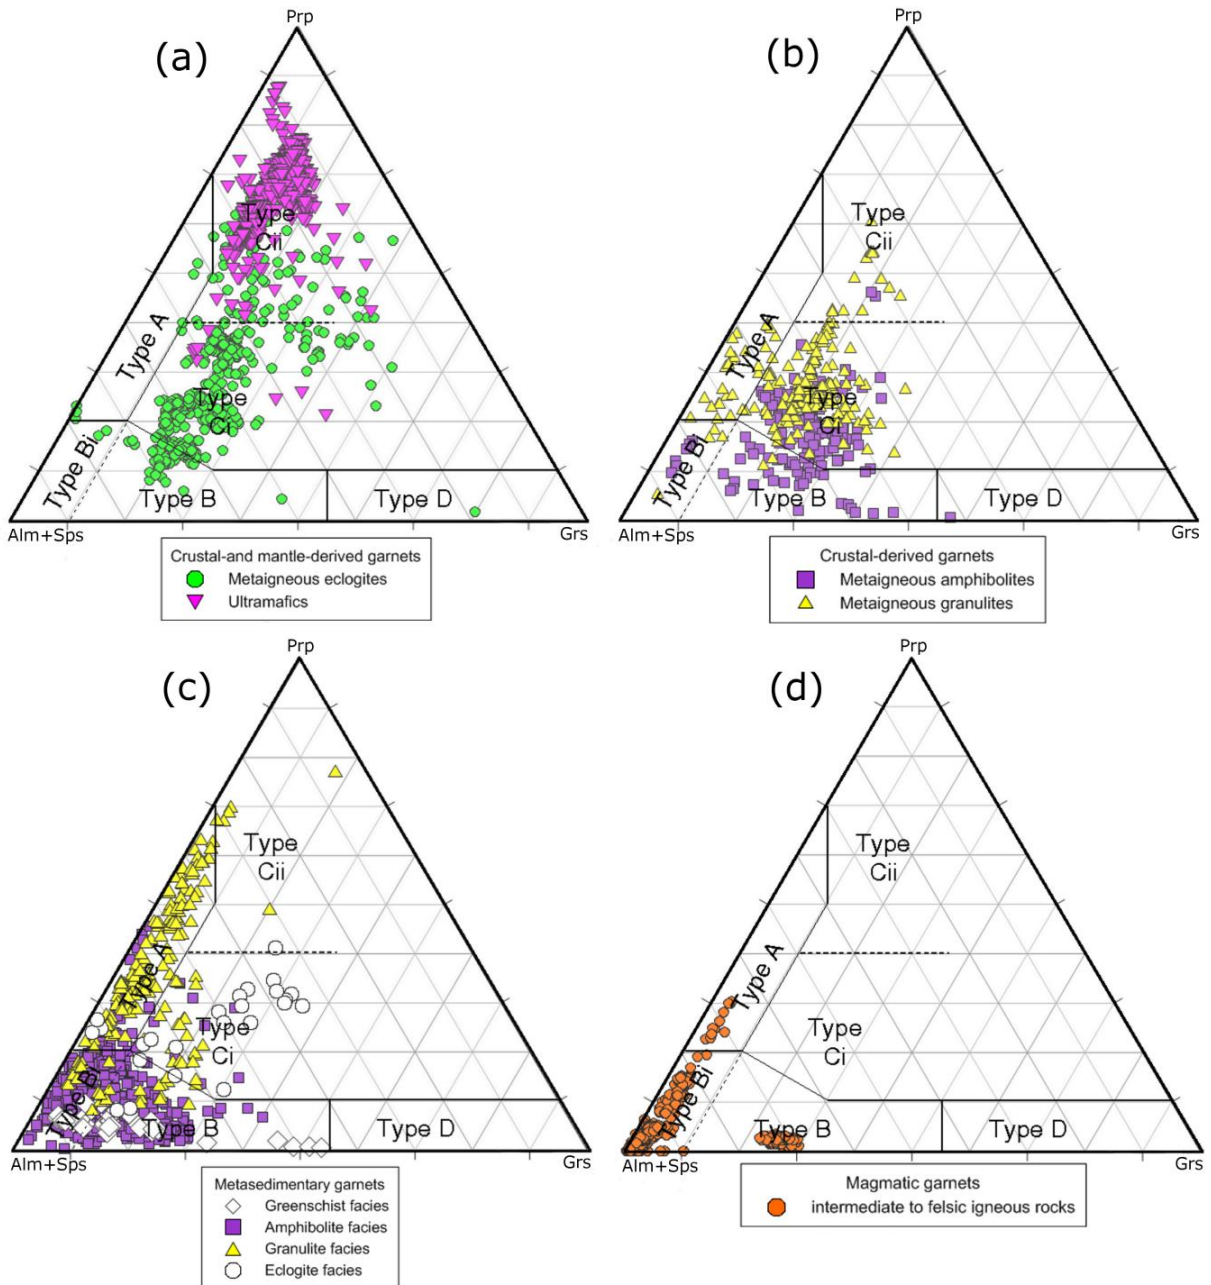 (a)
Prp
Type
Cii
Type A
Type
Ci
Type Bi
Type B
Type D
Alm+Sps
Grs
Crustal-and mantle-derived garnets
Metaigneous eclogites
Ultramafics
(b)
Prp
Type
Cii
Type A
Type
Ci
Type Bi
Type B
Type D
Alm+Sps
Grs
Crustal-derived garnets
Metaigneous amphibolites
Metaigneous granulites
(c)
Prp
Type
Cii
Type A
Type
Ci
Type Bi
Type B
Type D
Alm+Sps
Grs
Metasedimentary garnets
Greenschist facies
Amphibolite facies
Granulite facies
Eclogite facies
(d)
Prp
Type
Cii
Type A
Type
Ci
Type Bi
Type B
Type D
Alm+Sps
Grs
Magmatic garnets
intermediate to felsic igneous rocks